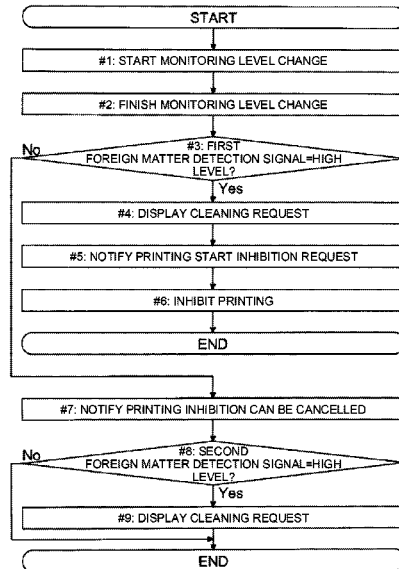 START
#1: START MONITORING LEVEL CHANGE
#2: FINISH MONITORING LEVEL CHANGE
No
#3: FIRST
FOREIGN MATTER DETECTION SIGNAL=HIGH
LEVEL?
Yes
#4: DISPLAY CLEANING REQUEST
#5: NOTIFY PRINTING START INHIBITION REQUEST
#6: INHIBIT PRINTING
END
#7: NOTIFY PRINTING INHIBITION CAN BE CANCELLED
No
#8: SECOND
FOREIGN MATTER DETECTION SIGNAL=HIGH
LEVEL?
Yes
#9: DISPLAY CLEANING REQUEST
END